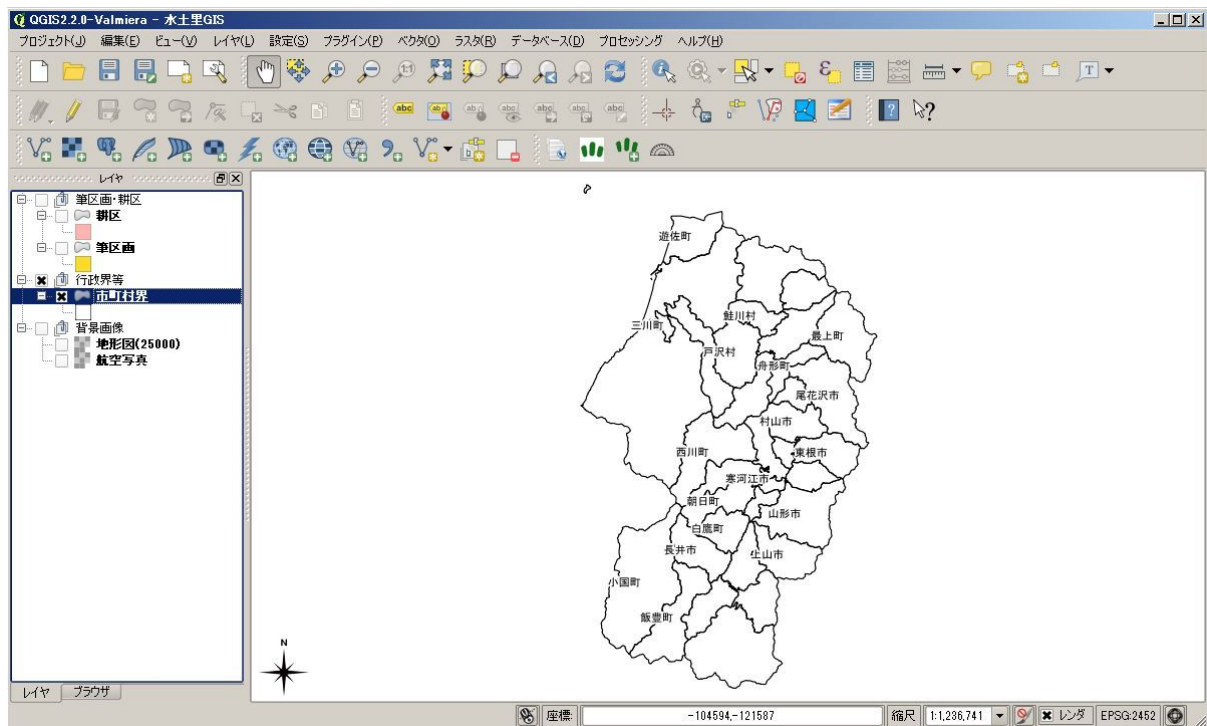 QGIS2.2.0-Valmiera - 水土里GIS
プロジェクト(J) 編集(E) ビュー(V) レイヤ(L) 設定(S) プラグイン(P) ベクタ(O) ラスタ(R) データベース(D) プロセッシング ヘルプ(H)
abc abc abc abc abc abc abc
レイヤ
筆区画・耕区
耕区
筆区画
行政界等
市町村界
背景画像
地形図(25000)
航空写真
遊佐町
三川町
鮭川村
最上町
戸沢村
舟形町
尾花沢市
村山市
西川町
東根市
寒河江市
朝日町
山形市
白鷹町
長井市
上山市
小国町
飯豊町
N
レイヤ ブラウザ
座標: -104594,-121587 縮尺 1:1,236,741 レンダ EPSG:2452